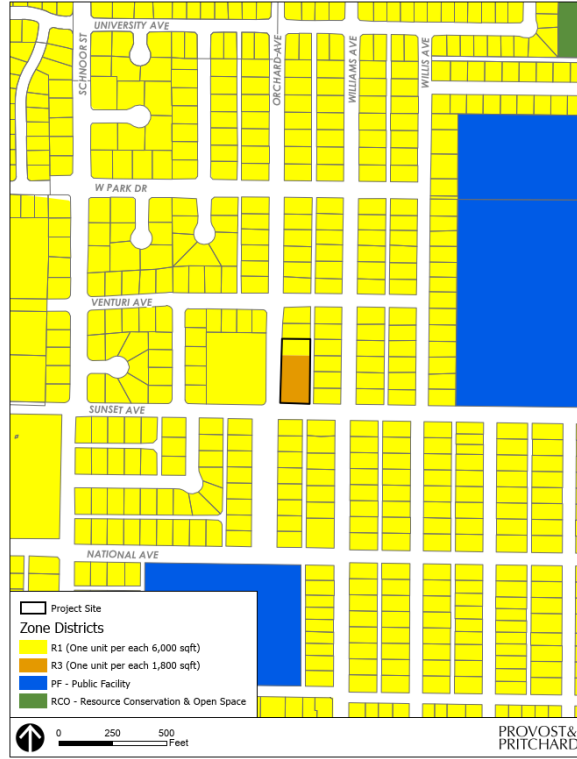 UNIVERSITY AVE
SCHNOOR ST
ORCHARD AVE
WILLIAMS AVE
WILLIS AVE
W PARK DR
VENTURI AVE
SUNSET AVE
NATIONAL AVE
Project Site
Zone Districts
R1 (One unit per each 6,000 sqft)
R3 (One unit per each 1,800 sqft)
PF - Public Facility
RCO - Resource Conservation & Open Space
0 250 500
Feet
PROVOST&
PRITCHARD